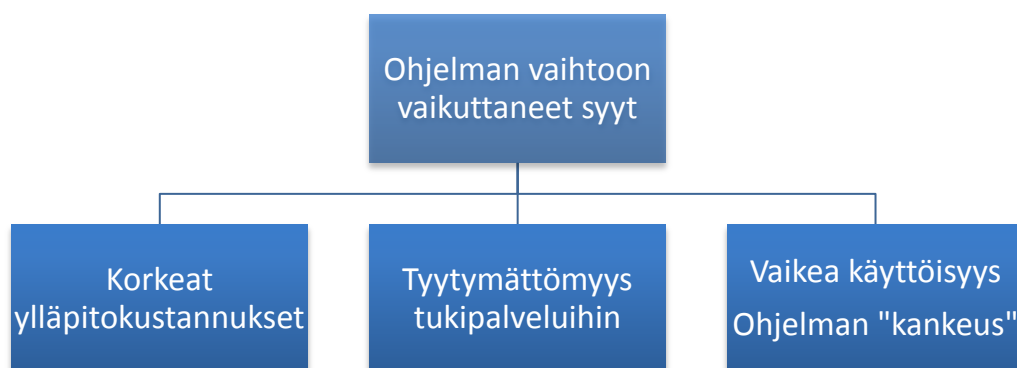 Ohjelman vaihtoon
vaikuttaneet syyt
Korkeat
ylläpitokustannukset
Tyytymättömyys
tukipalveluihin
Vaikea käyttöisyys
Ohjelman "kankeus"